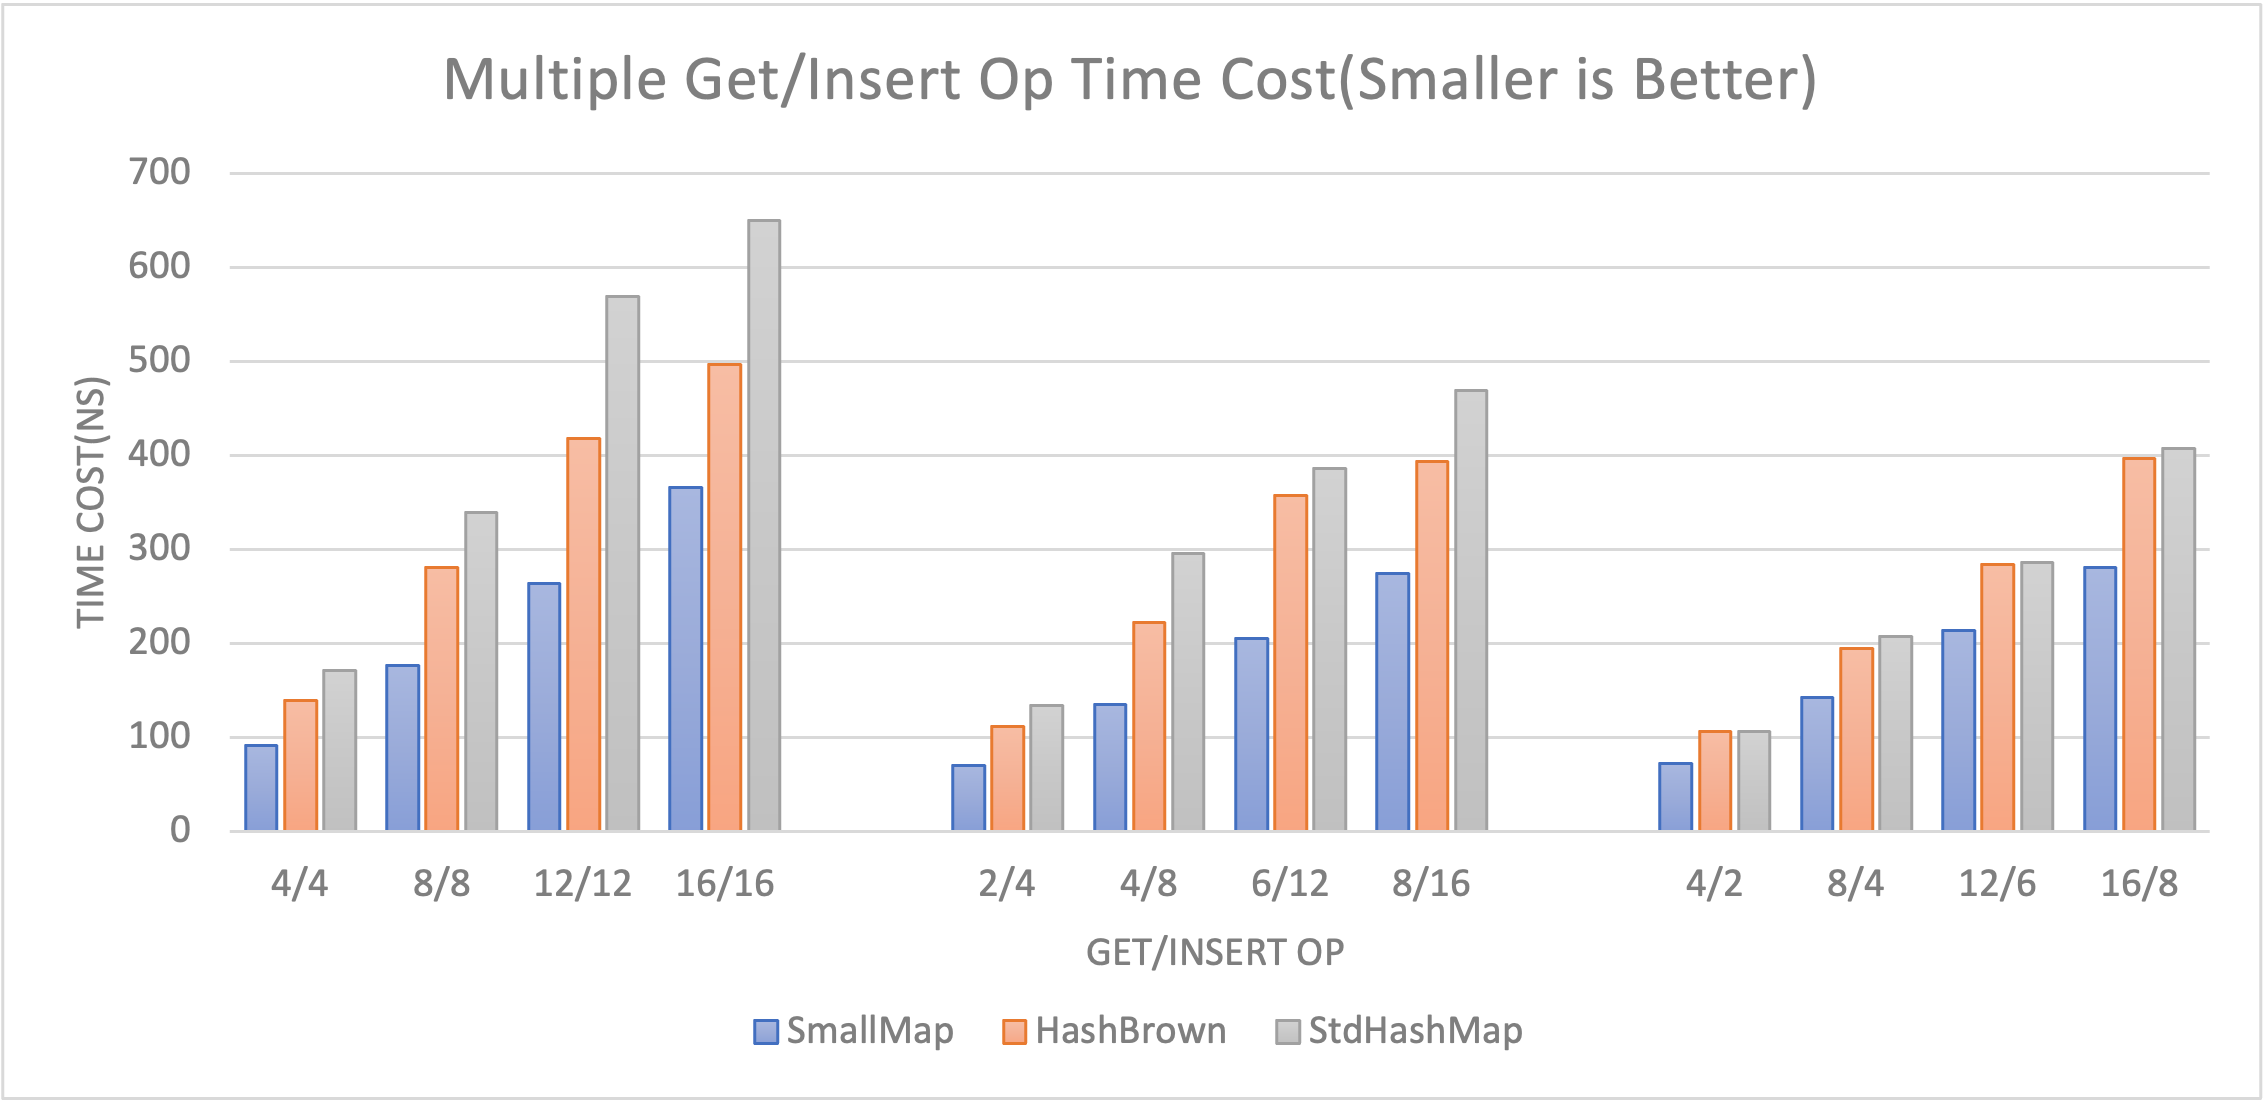 Multiple Get/Insert Op Time Cost(Smaller is Better)
700
600
500
400
300
200
100
0
TIME COST(NS)
4/4 8/8 12/12 16/16 2/4 4/8 6/12 8/16 4/2 8/4 12/6 16/8
GET/INSERT OP
SmallMap HashBrown StdHashMap